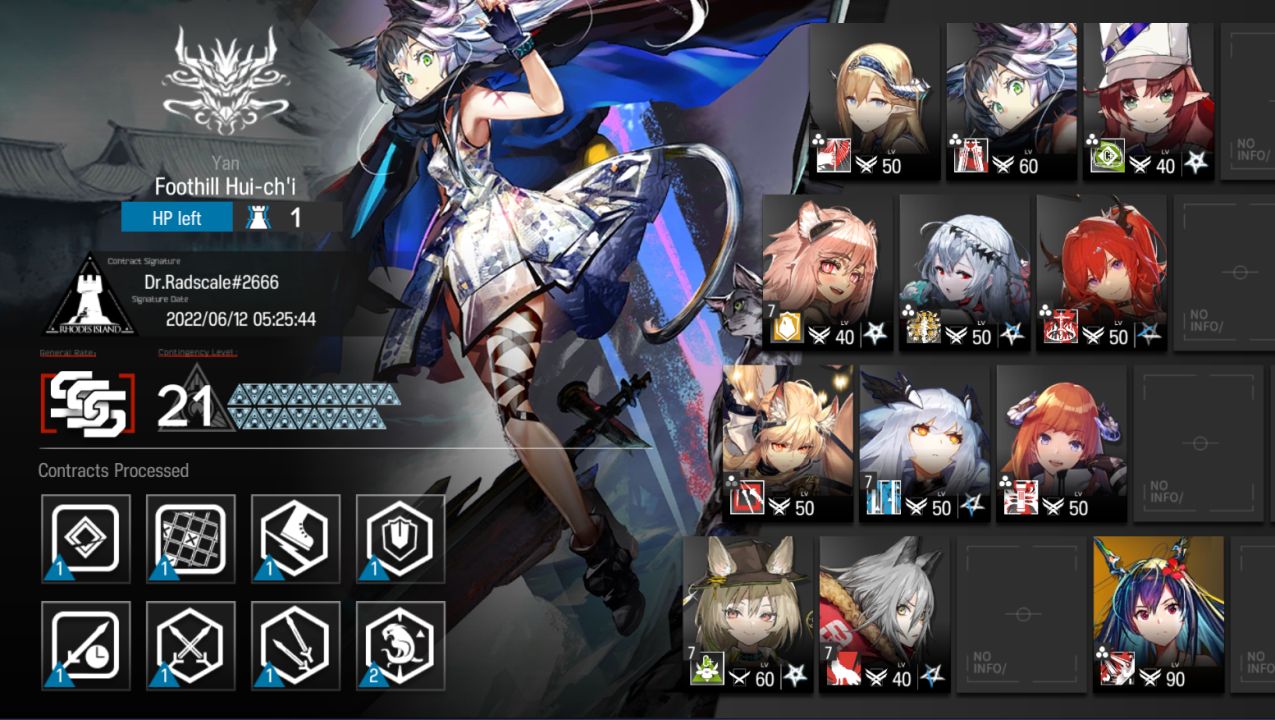 Yan
Foothill Hui-ch'i
HP left 1
Contract Signature
Dr.Radscale#2666
Signature Date
2022/06/12 05:25:44
RHODES ISLAND
General Rate:
Contingency Level:
SSS
21
Contracts Processed
1
1
1
1
1
1
1
2
LV
50
LV
60
LV
40
NO
INFO/
7
LV
40
LV
50
LV
50
NO
INFO/
LV
50
7
LV
50
LV
50
NO
INFO/
7
LV
60
7
LV
40
NO
INFO/
LV
90
NO
INFO